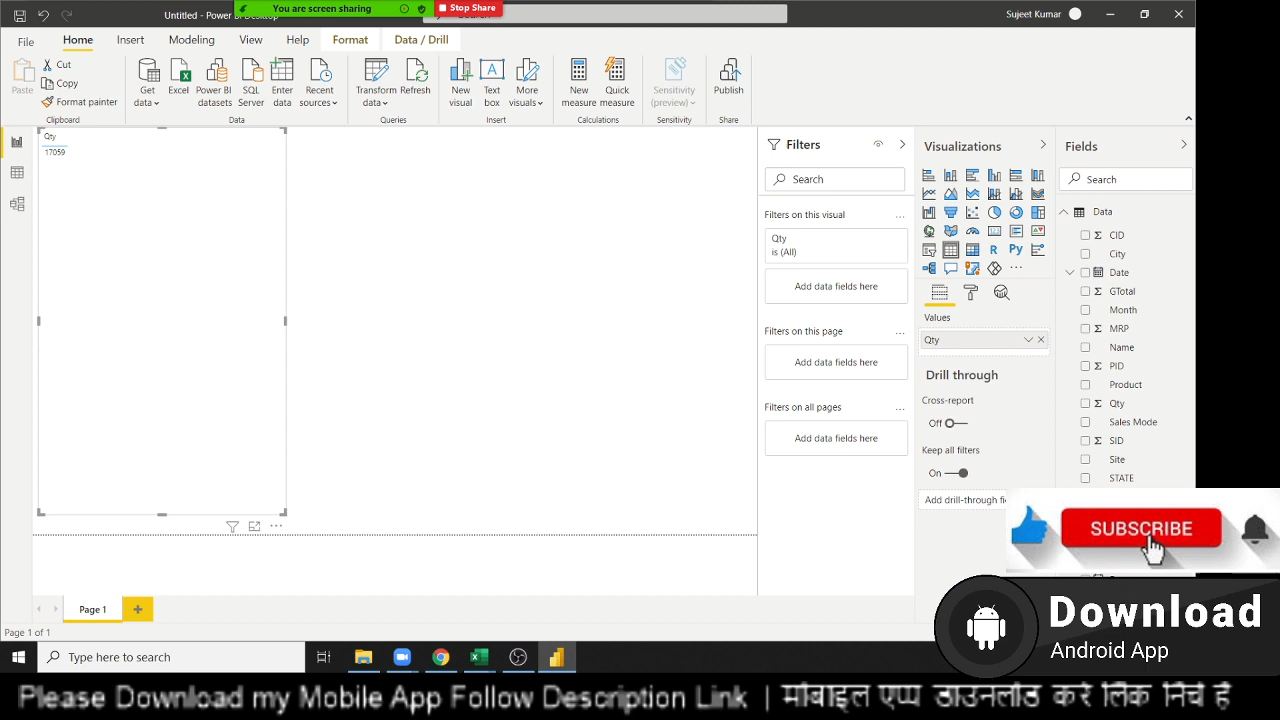 Untitled - Power BI Desktop
You are screen sharing
Stop Share
Search
Sujeet Kumar
File
Home
Insert
Modeling
View
Help
Format
Data / Drill
Paste
Cut
Copy
Format painter
Get data
Excel
Power BI datasets
SQL Server
Enter data
Recent sources
Transform data
Refresh
New visual
Text box
More visuals
New measure
Quick measure
Sensitivity (preview)
Publish
Clipboard
Data
Queries
Insert
Calculations
Sensitivity
Share
Qty
17059
Filters
Search
Filters on this visual
Qty
is (All)
Add data fields here
Filters on this page
Add data fields here
Filters on all pages
Add data fields here
Visualizations
R
Py
Values
Qty
Drill through
Cross-report
Off
Keep all filters
On
Add drill-through fi
Fields
Search
Data
CID
City
Date
GTotal
Month
MRP
Name
PID
Product
Qty
Sales Mode
SID
Site
STATE
SUBSCRIBE
Download
Android App
Page 1
Page 1 of 1
Type here to search
Please Download my Mobile App Follow Description Link | मोबाइल एप्प डाउनलोड करे लिंक निचे है